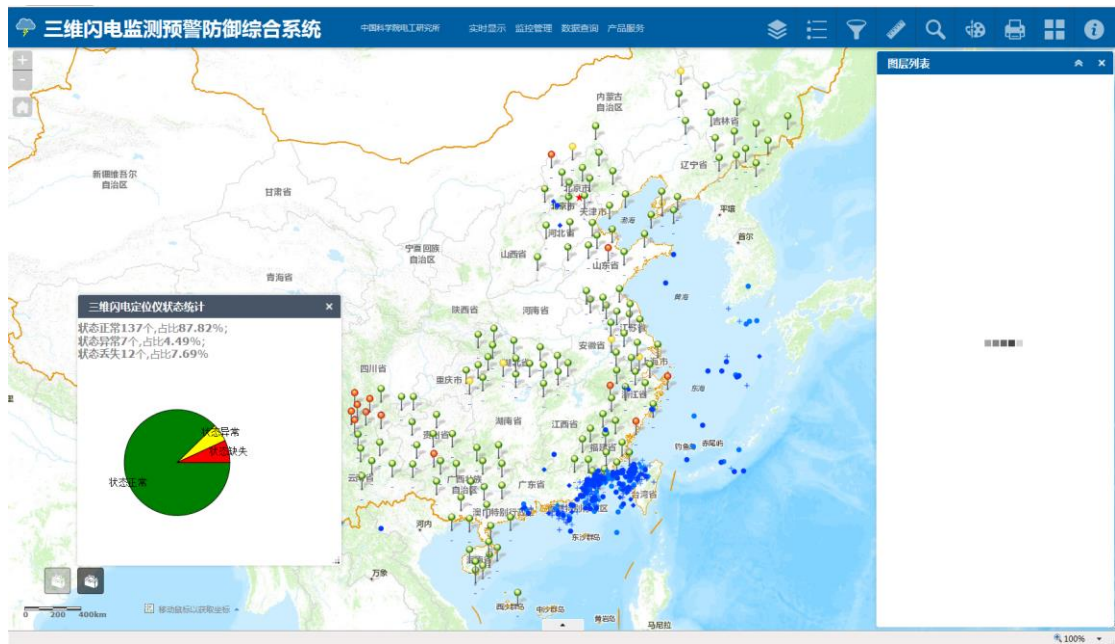 三维闪电监测预警防御综合系统
中国科学院电工研究所
实时显示 监控管理 数据查询 产品服务
图层列表
内蒙古
自治区
吉林省
辽宁省
新疆维吾尔
自治区
甘肃省
北京市
天津市
渤海
平壤
首尔
河北省
宁夏回族
自治区
山西省
山东省
青海省
黄海
陕西省
河南省
江苏省
安徽省
上海市
湖北省
四川省
重庆市
浙江省
东海
湖南省
江西省
贵州省
福建省
钓鱼岛
赤尾屿
云南省
广西壮族
自治区
广东省
台湾省
澳门特别行政区
河内
东沙群岛
海南省
万象
西沙群岛
中沙群岛
黄岩岛
马尼拉
三维闪电定位仪状态统计
状态正常137个,占比87.82%;
状态异常7个,占比4.49%;
状态丢失12个,占比7.69%
状态异常
状态缺失
状态正常
0 200 400km
移动鼠标以获取坐标
100%